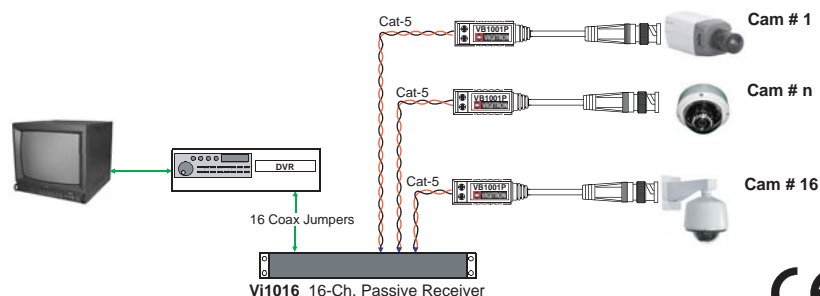 Cat-5
VB1001P
Cam # 1
Cat-5
VB1001P
Cam # n
DVR
Cat-5
VB1001P
Cam # 16
16 Coax Jumpers
Vi1016 16-Ch. Passive Receiver
CE